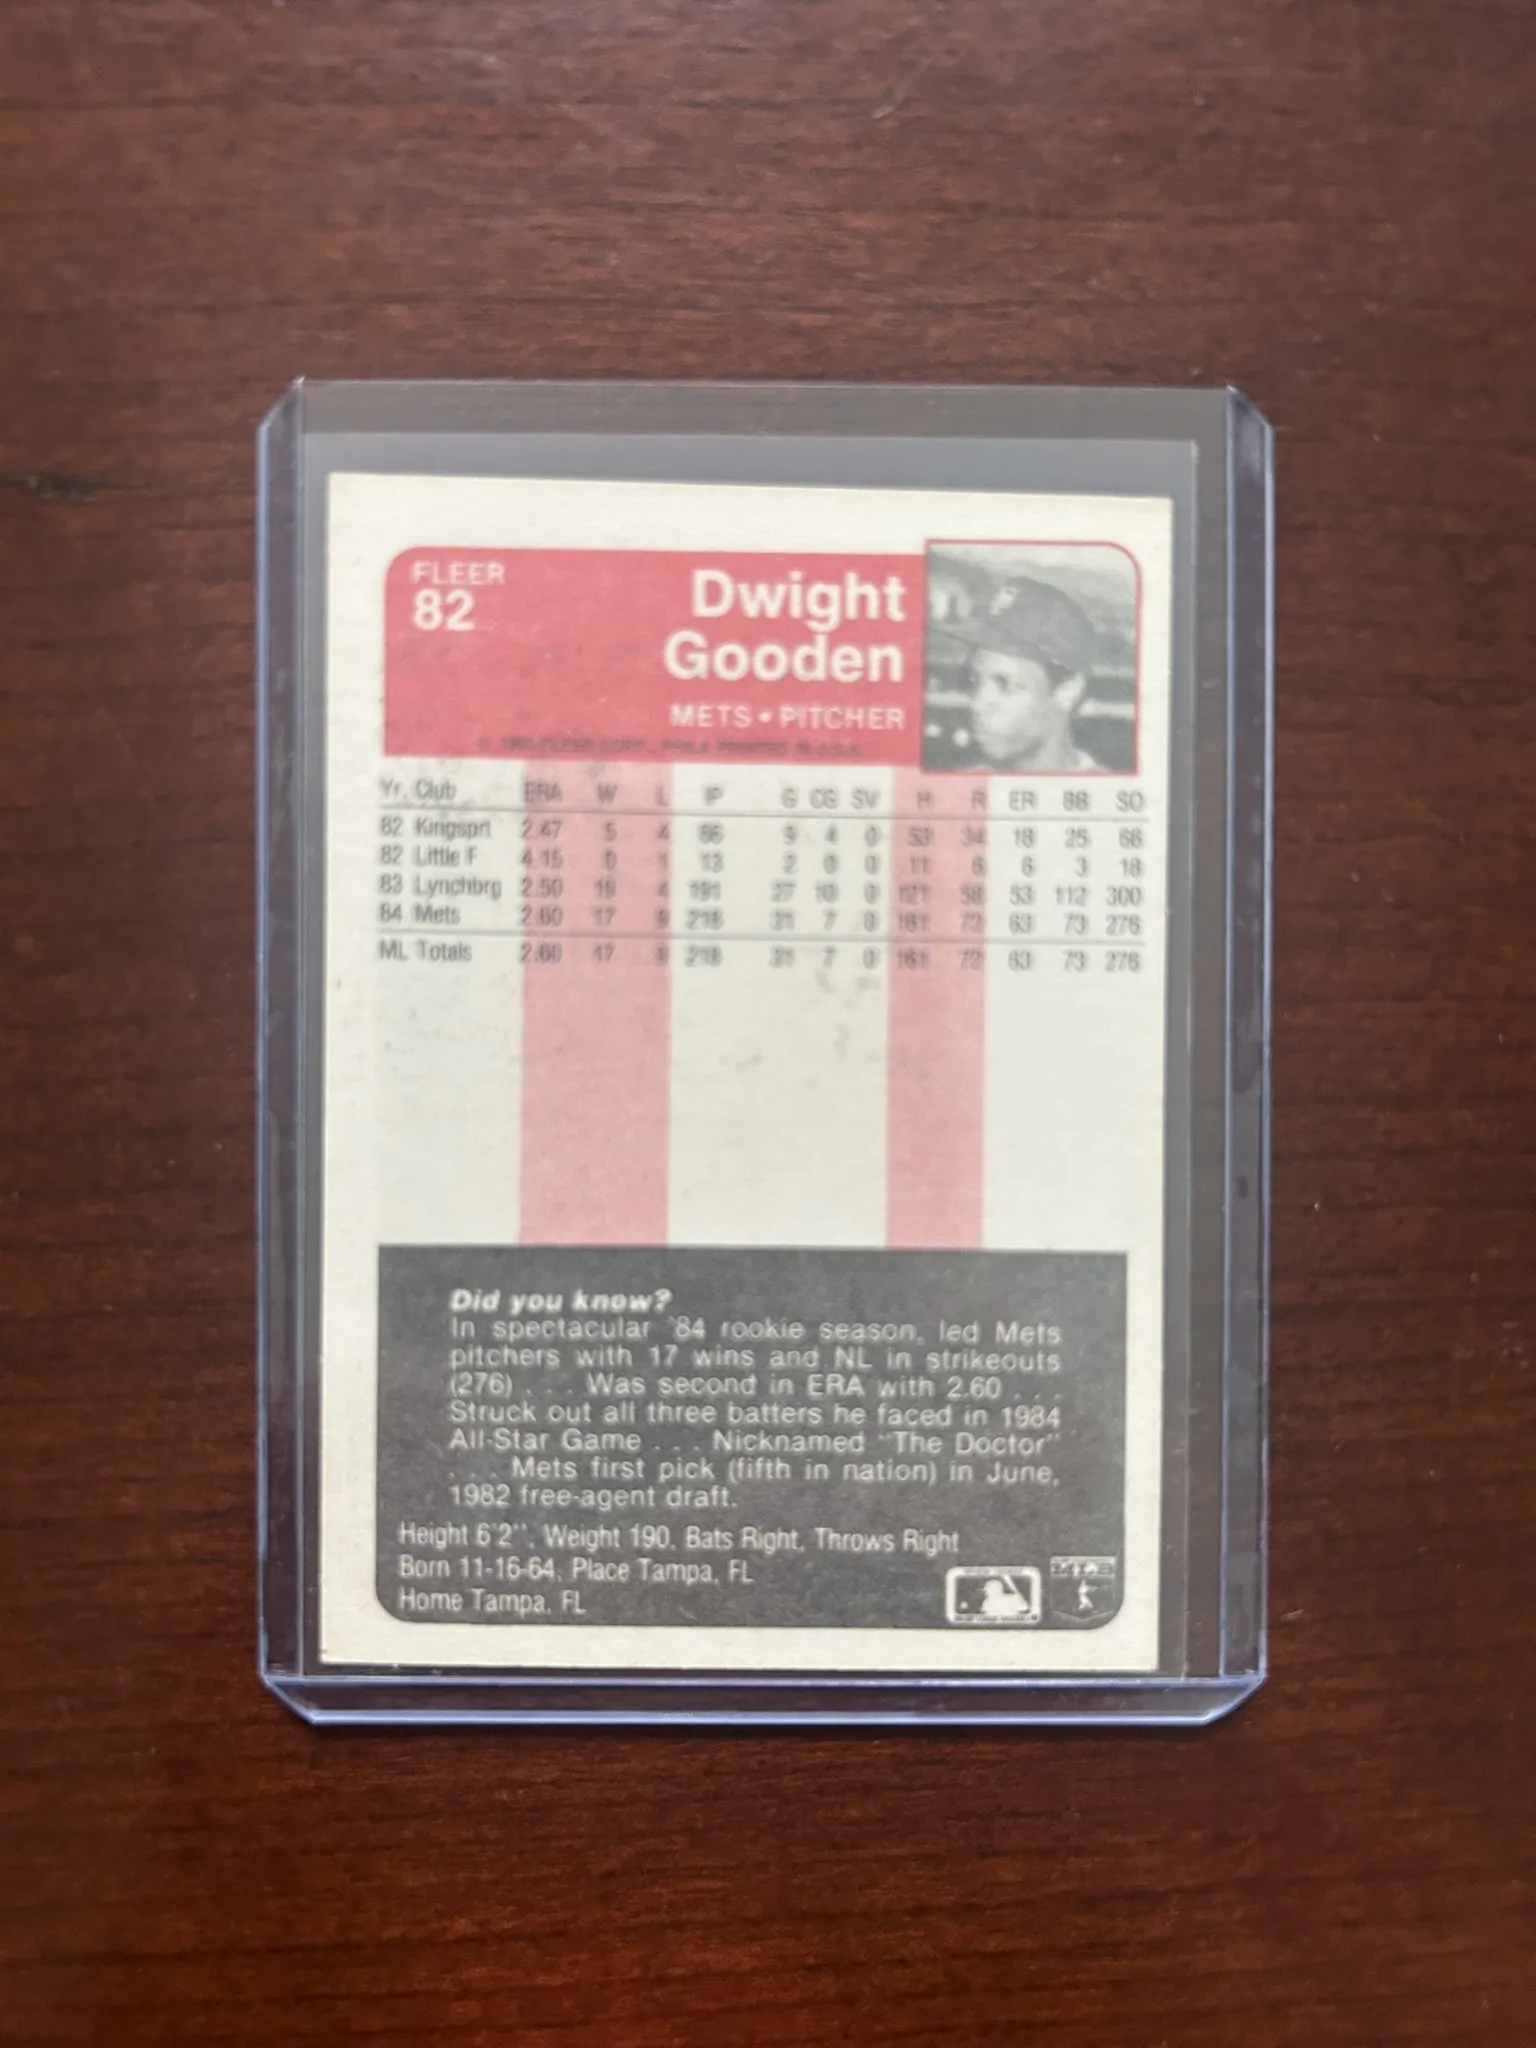 FLEER
82
Dwight
Gooden
METS • PITCHER
© 1985 FLEER CORP., PHILA. PRINTED IN U.S.A.
Yr. Club ERA W L IP G CG SV H R ER BB SO
82 Kingsprt 2.47 5 4 66 9 4 0 53 34 18 25 66
82 Little F 4.15 0 1 13 2 0 0 11 6 6 3 18
83 Lynchbrg 2.50 19 4 191 27 10 0 121 58 53 112 300
84 Mets 2.60 17 9 218 31 7 0 161 72 63 73 276
ML Totals 2.60 17 9 218 31 7 0 161 72 63 73 276
Did you know?
In spectacular '84 rookie season, led Mets
pitchers with 17 wins and NL in strikeouts
(276) . . . Was second in ERA with 2.60 . . .
Struck out all three batters he faced in 1984
All-Star Game . . . Nicknamed "The Doctor"
. . . Mets first pick (fifth in nation) in June,
1982 free-agent draft.
Height 6'2", Weight 190, Bats Right, Throws Right
Born 11-16-64, Place Tampa, FL
Home Tampa, FL